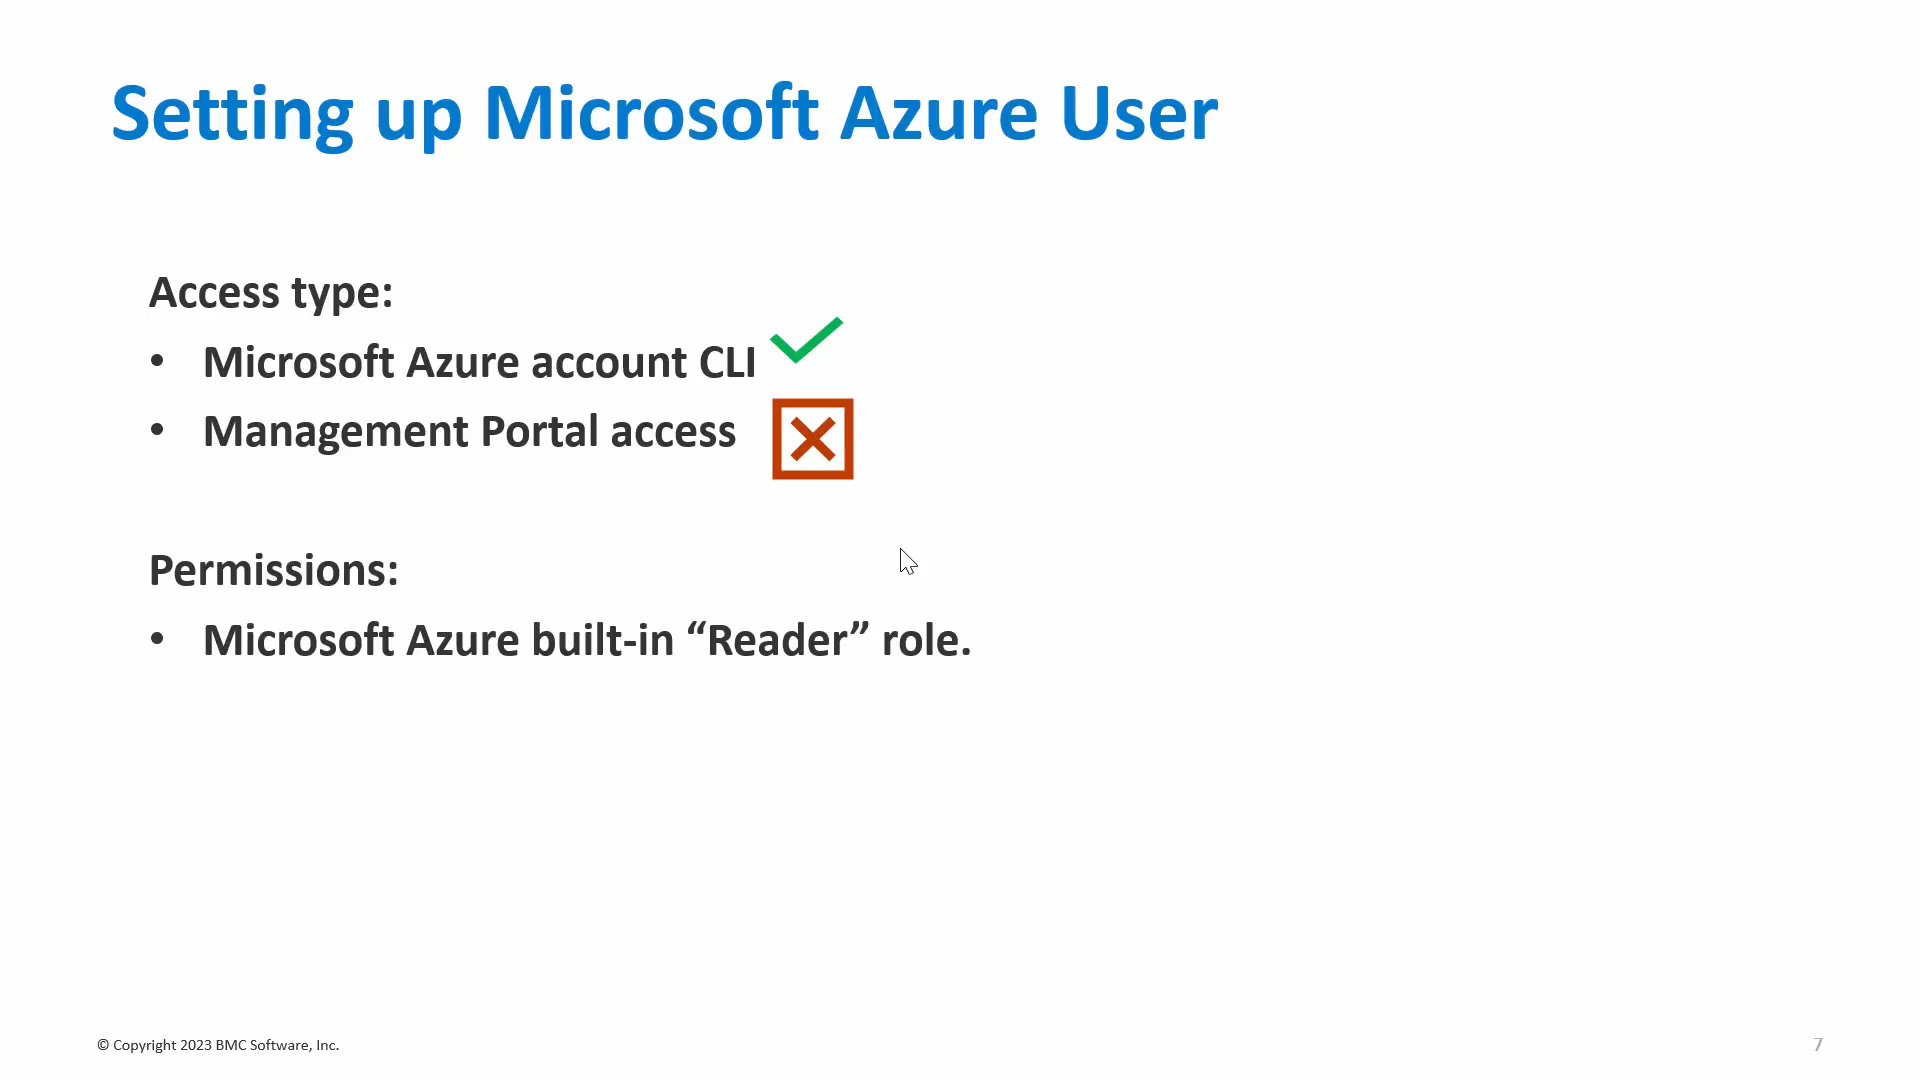 Setting up Microsoft Azure User
Access type:
• Microsoft Azure account CLI
• Management Portal access
Permissions:
• Microsoft Azure built-in “Reader” role.
© Copyright 2023 BMC Software, Inc.
7